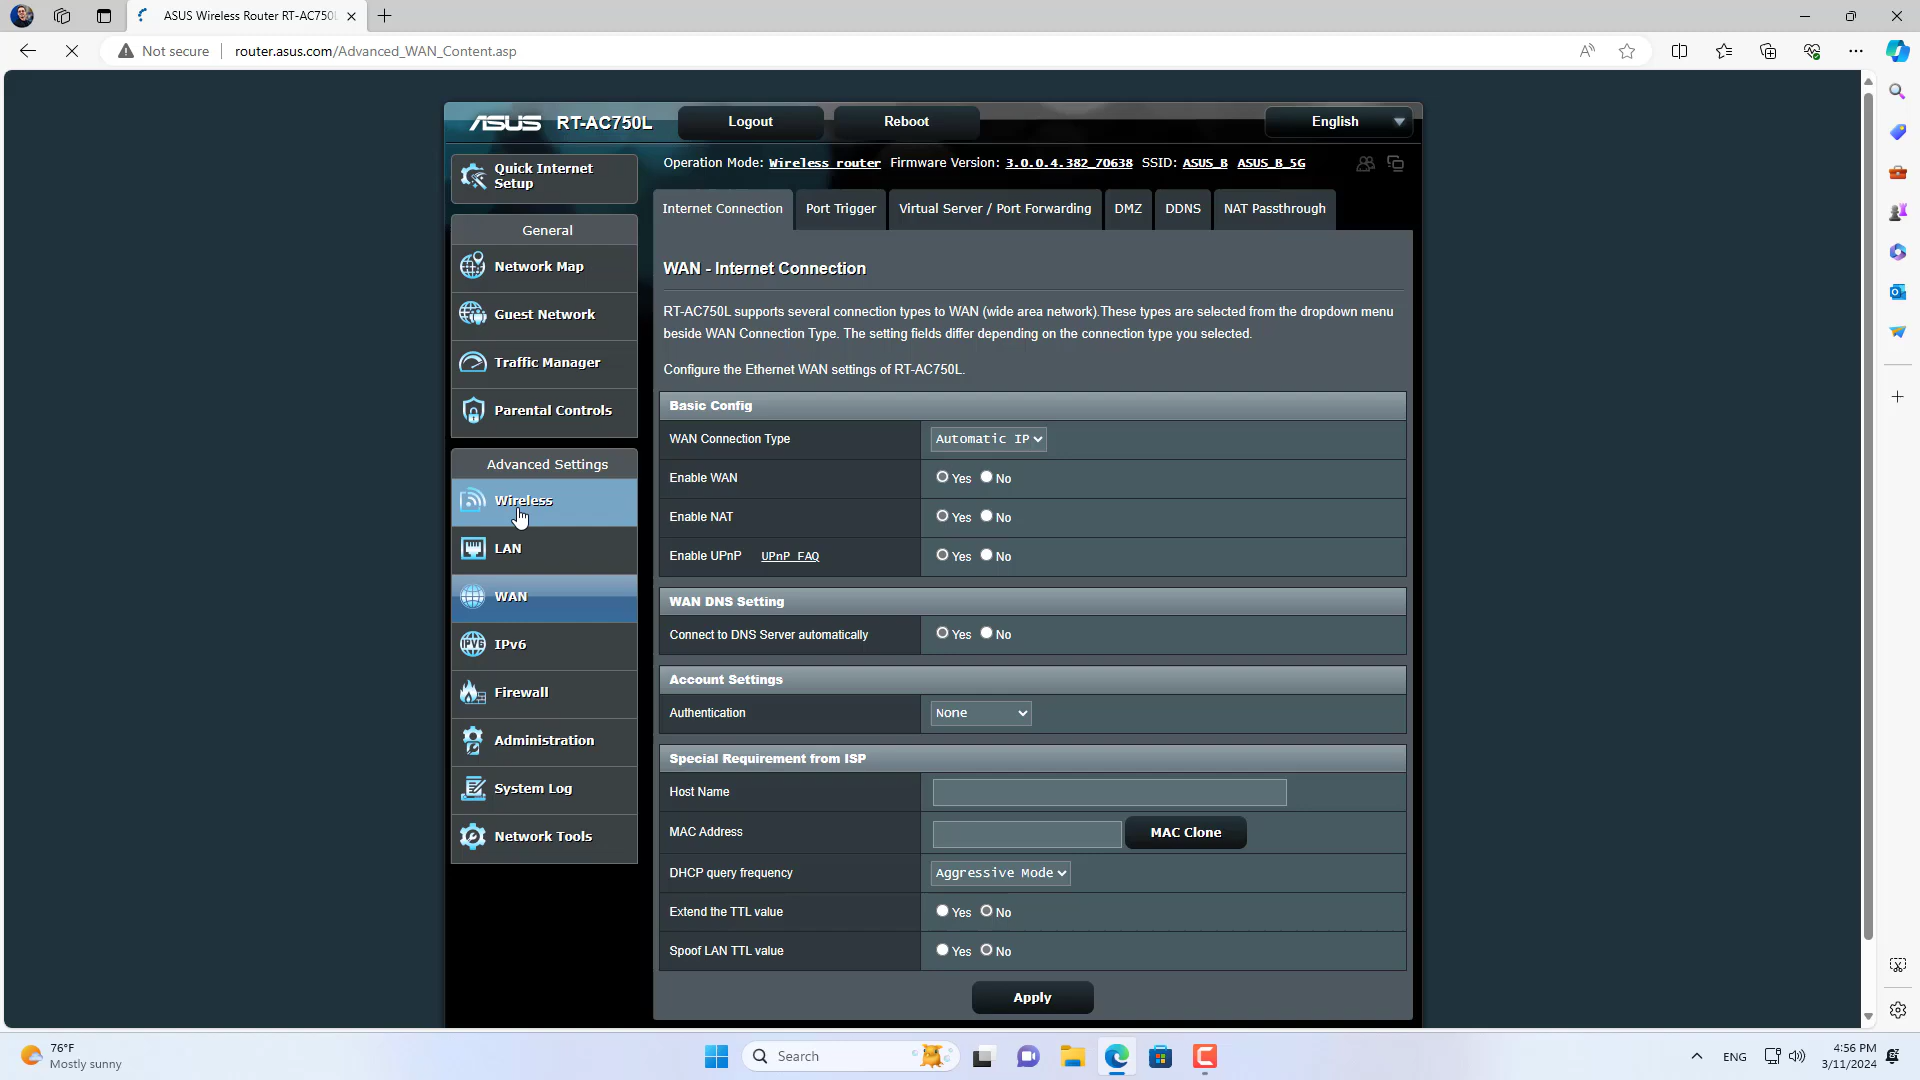 ASUS Wireless Router RT-AC750L
Not secure
router.asus.com/Advanced_WAN_Content.asp
ASUS RT-AC750L
Logout
Reboot
English
Operation Mode: Wireless router Firmware Version: 3.0.0.4.382_70638 SSID: ASUS_B ASUS_B_5G
Quick Internet
Setup
General
Network Map
Guest Network
Traffic Manager
Parental Controls
Advanced Settings
Wireless
LAN
WAN
IPv6
Firewall
Administration
System Log
Network Tools
Internet Connection
Port Trigger
Virtual Server / Port Forwarding
DMZ
DDNS
NAT Passthrough
WAN - Internet Connection
RT-AC750L supports several connection types to WAN (wide area network).These types are selected from the dropdown menu
beside WAN Connection Type. The setting fields differ depending on the connection type you selected.
Configure the Ethernet WAN settings of RT-AC750L.
Basic Config
WAN Connection Type Automatic IP
Enable WAN Yes No
Enable NAT Yes No
Enable UPnP UPnP FAQ Yes No
WAN DNS Setting
Connect to DNS Server automatically Yes No
Account Settings
Authentication None
Special Requirement from ISP
Host Name
MAC Address MAC Clone
DHCP query frequency Aggressive Mode
Extend the TTL value Yes No
Spoof LAN TTL value Yes No
Apply
76°F
Mostly sunny
Search
ENG
4:56 PM
3/11/2024